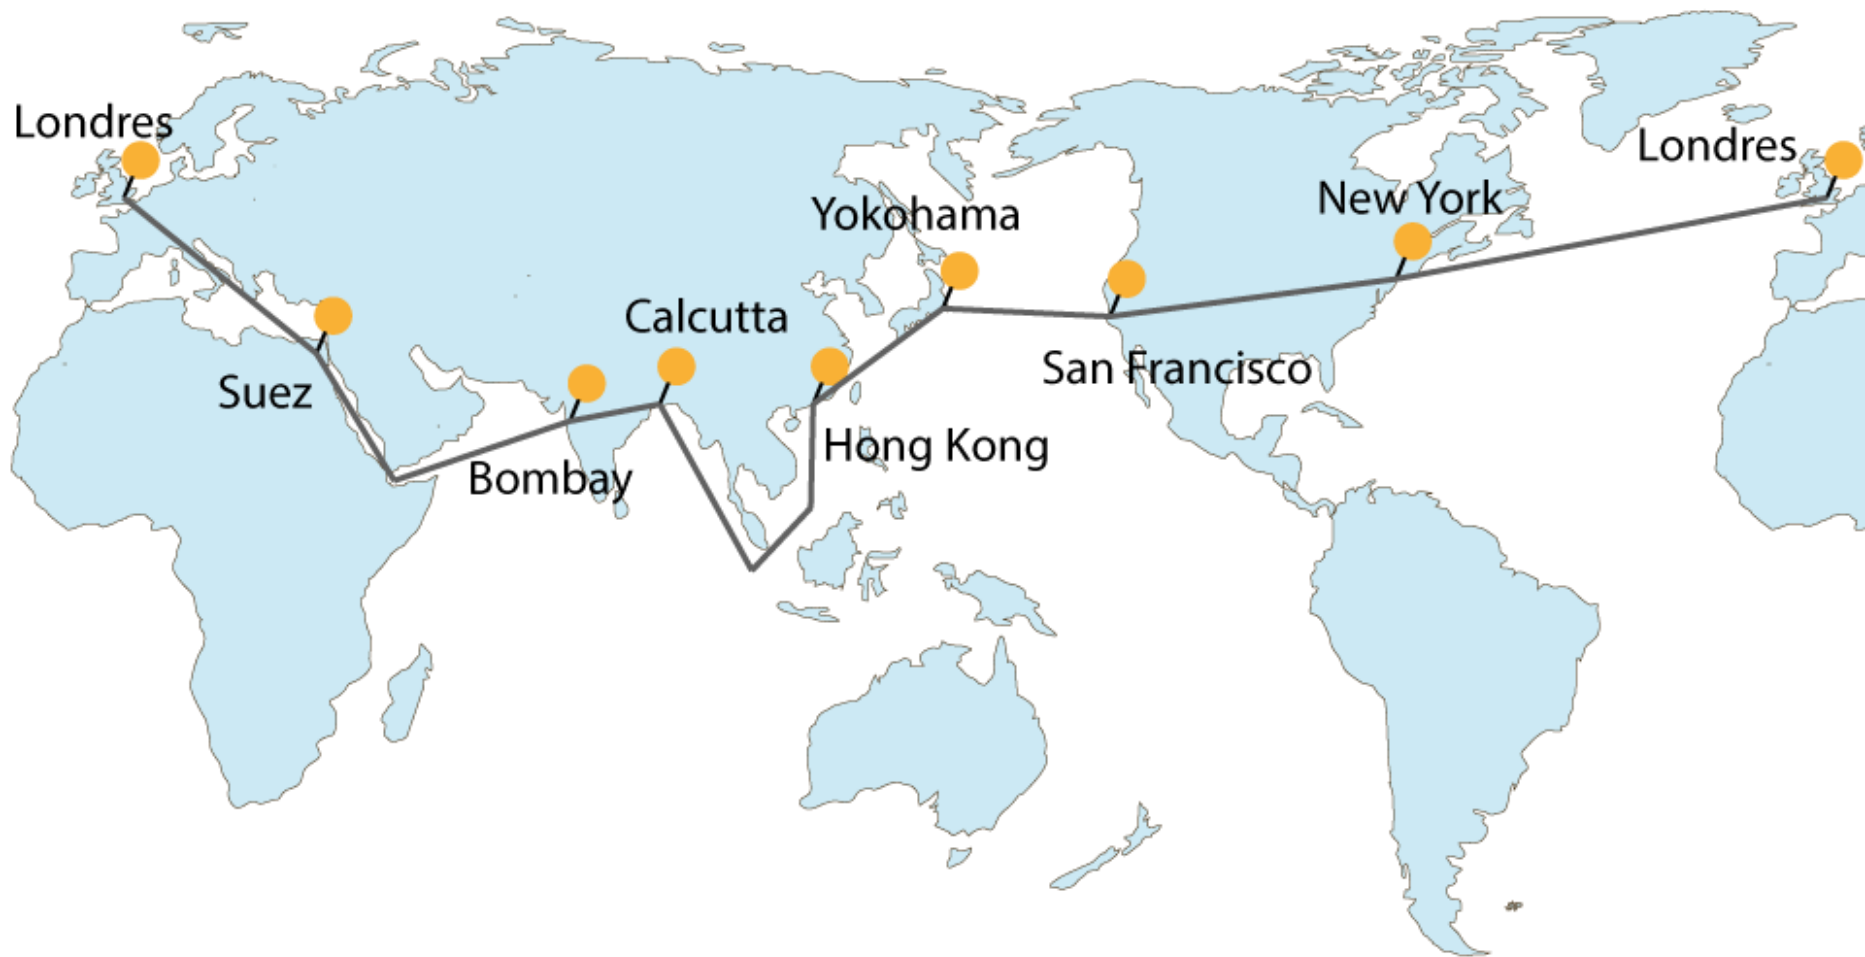 Londres
Suez
Bombay
Calcutta
Hong Kong
Yokohama
San Francisco
New York
Londres